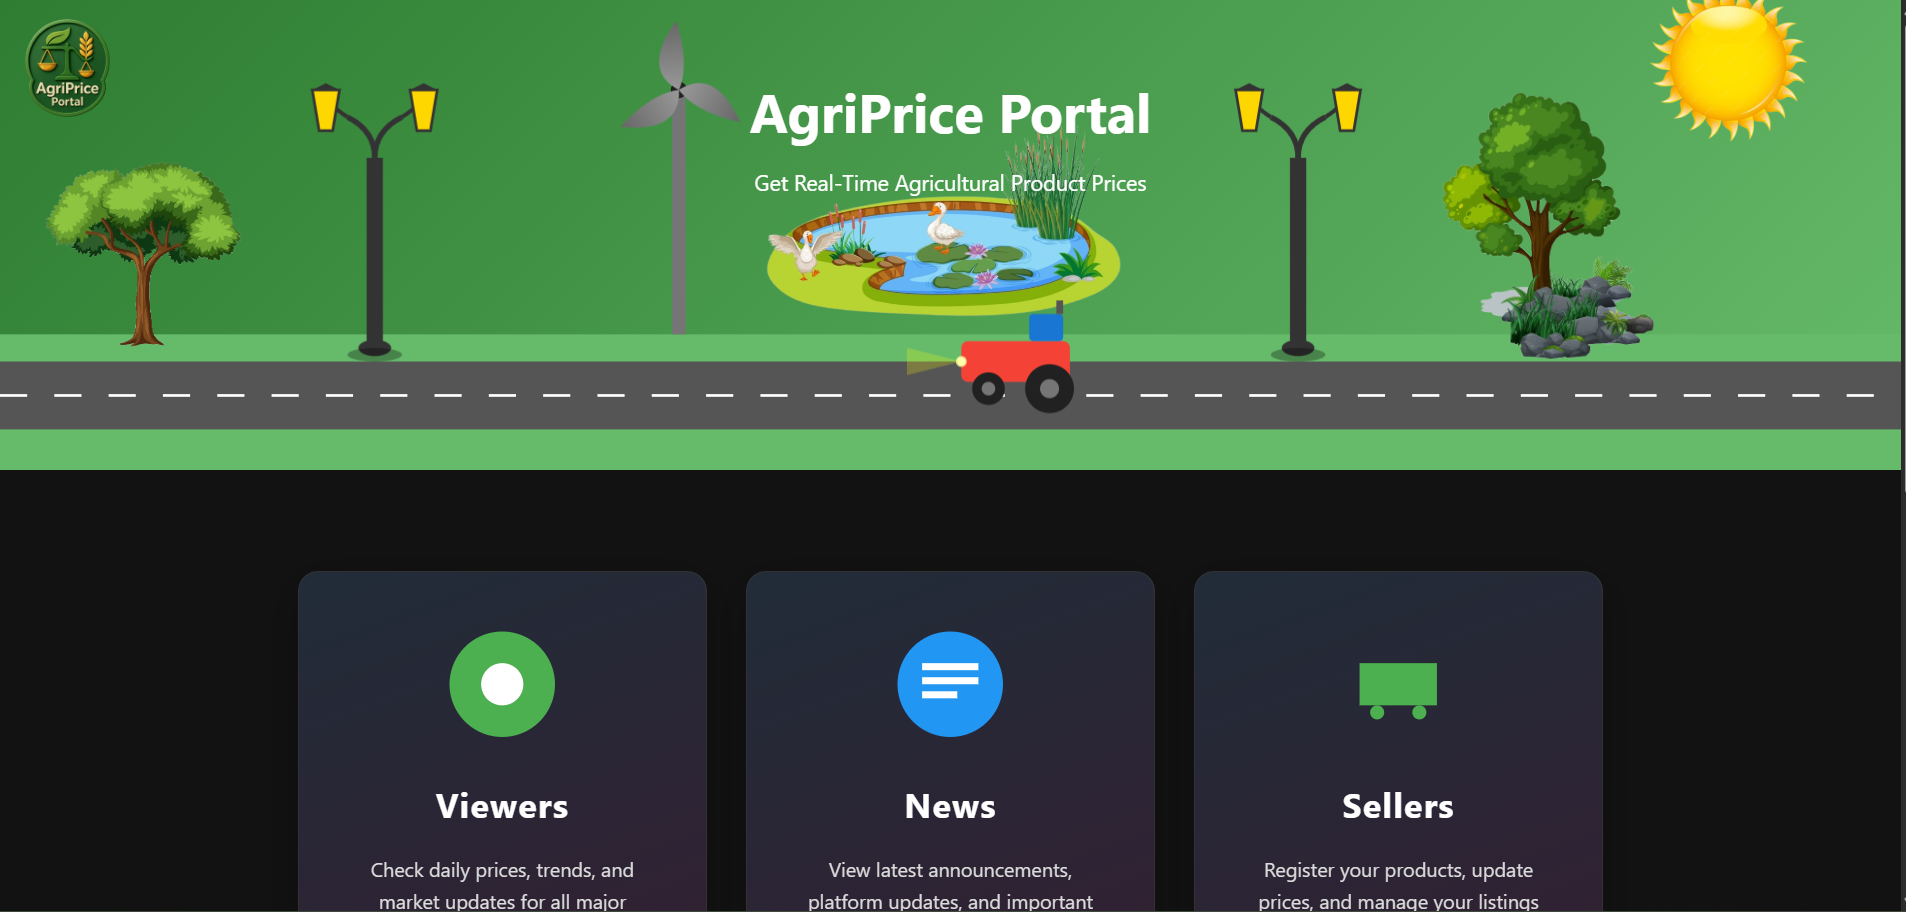 AgriPrice
Portal
AgriPrice Portal
Get Real-Time Agricultural Product Prices
Viewers
Check daily prices, trends, and
market updates for all major
News
View latest announcements,
platform updates, and important
Sellers
Register your products, update
prices, and manage your listings